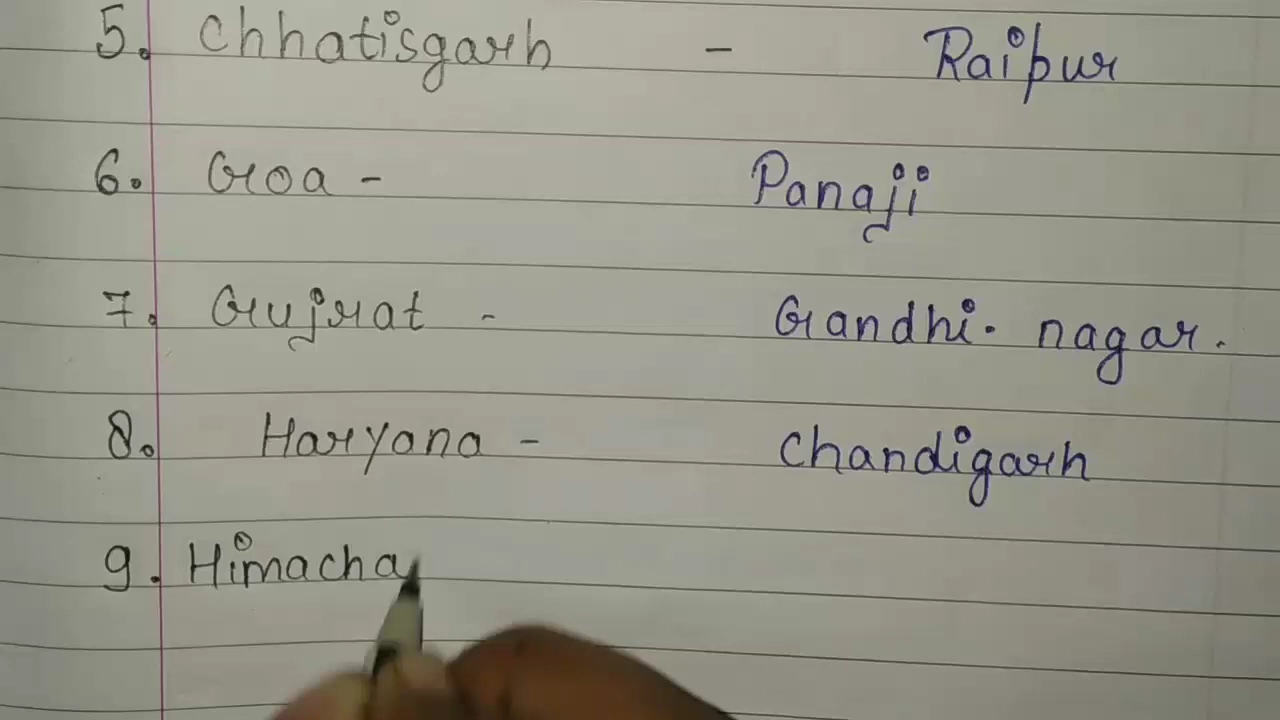 5. Chhatisgarh - Raipur
6. Goa - Panaji
7. Gujrat - Gandhi. nagar.
8. Haryana - Chandigarh
9. Himacha